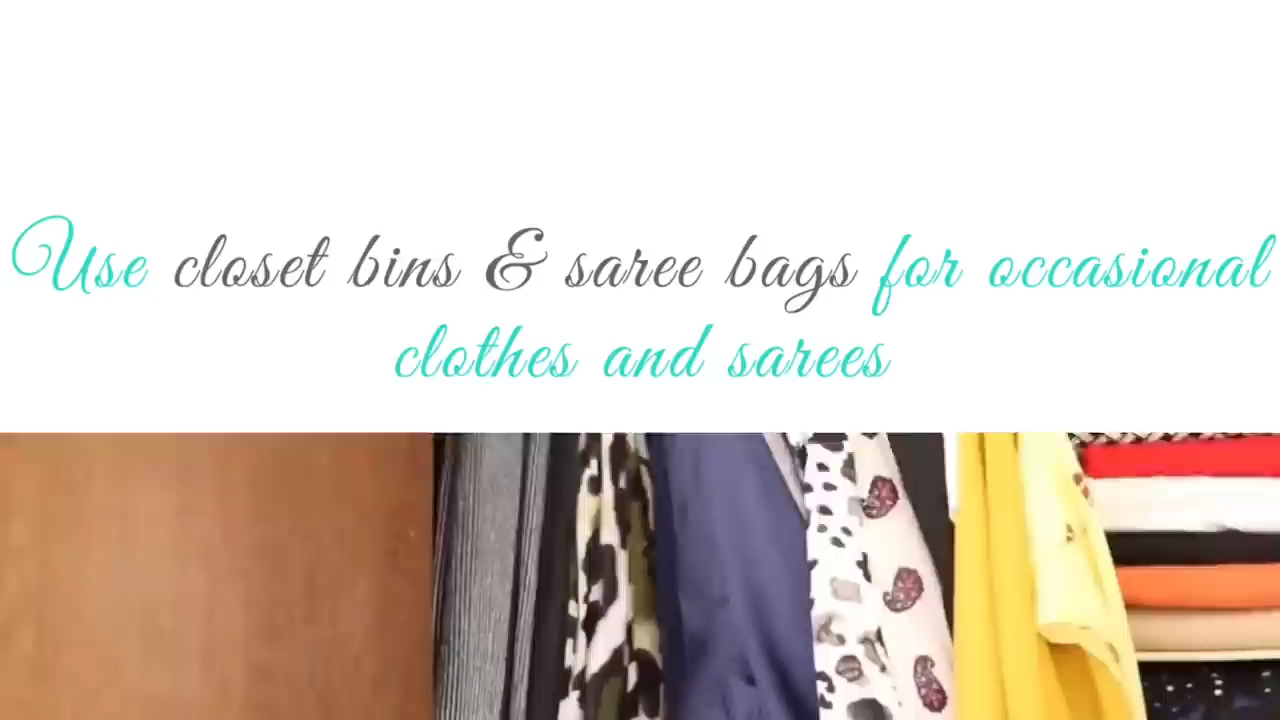 Use closet bins & saree bags for occasional
clothes and sarees